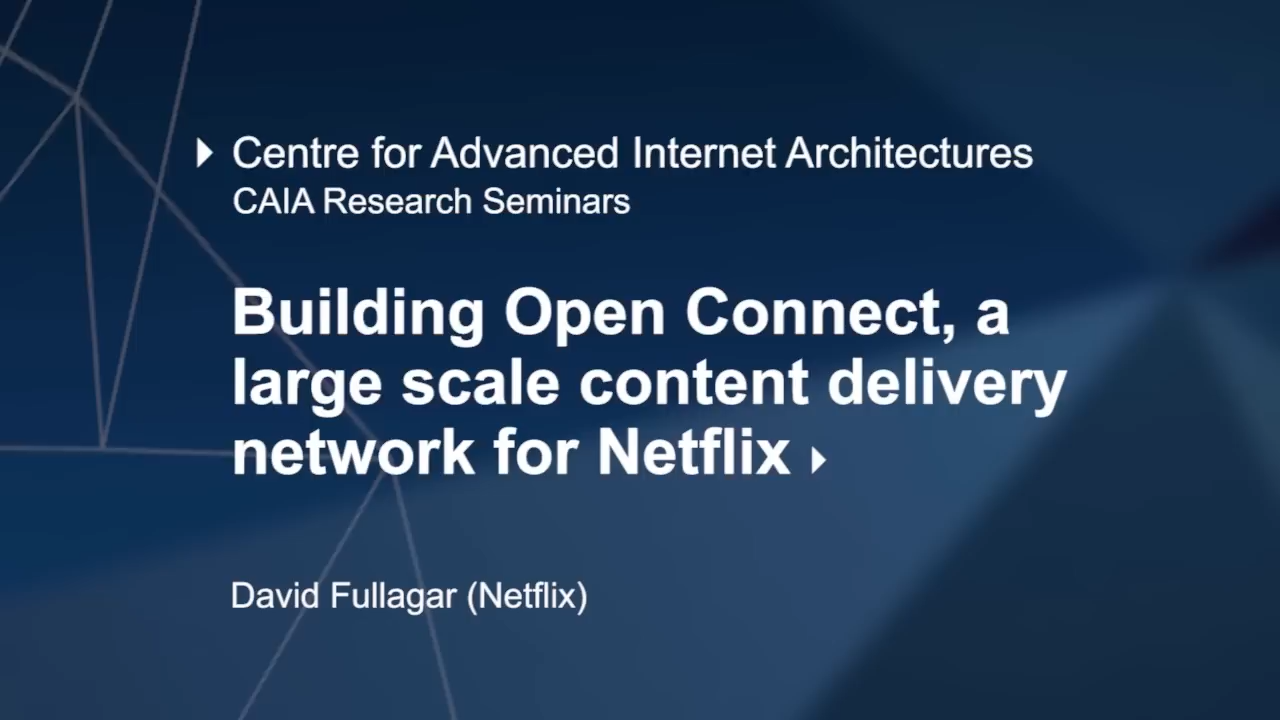 Centre for Advanced Internet Architectures
CAIA Research Seminars
Building Open Connect, a
large scale content delivery
network for Netflix
David Fullagar (Netflix)